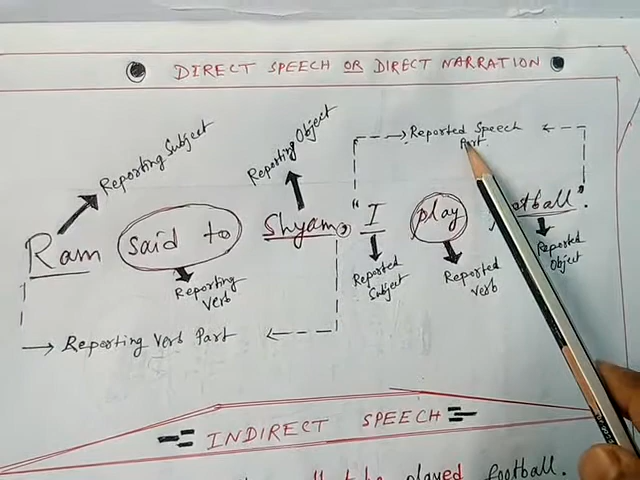 DIRECT SPEECH OR DIRECT NARRATION
Reporting Subject
Reporting Object
Reported Speech
Part
Ram said to Shyam, "I play football".
Reporting
Verb
Reported
Subject
Reported
Verb
Reported
Object
Reporting Verb Part
INDIRECT SPEECH
played football.